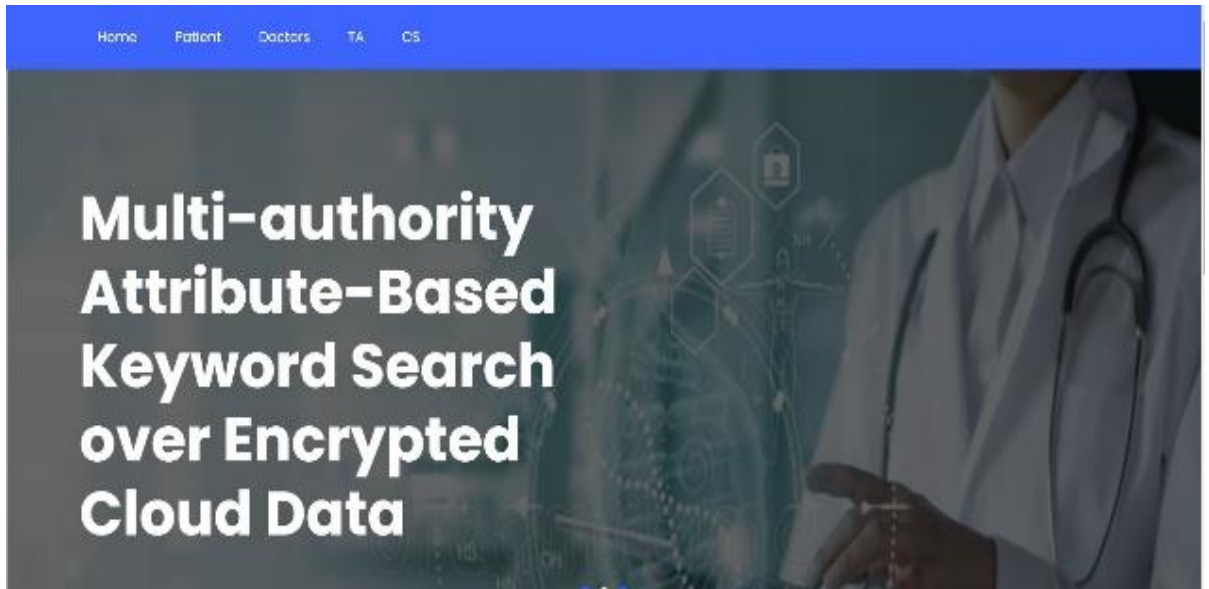 Home Patient Doctors TA CS
Multi-authority
Attribute-Based
Keyword Search
over Encrypted
Cloud Data